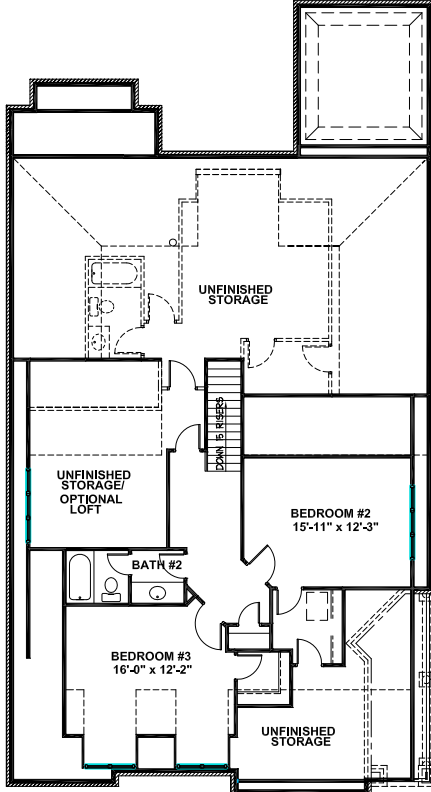 UNFINISHED
STORAGE
DOWN 15 RISERS
UNFINISHED
STORAGE/
OPTIONAL
LOFT
BEDROOM #2
15'-11" x 12'-3"
BATH #2
BEDROOM #3
16'-0" x 12'-2"
UNFINISHED
STORAGE